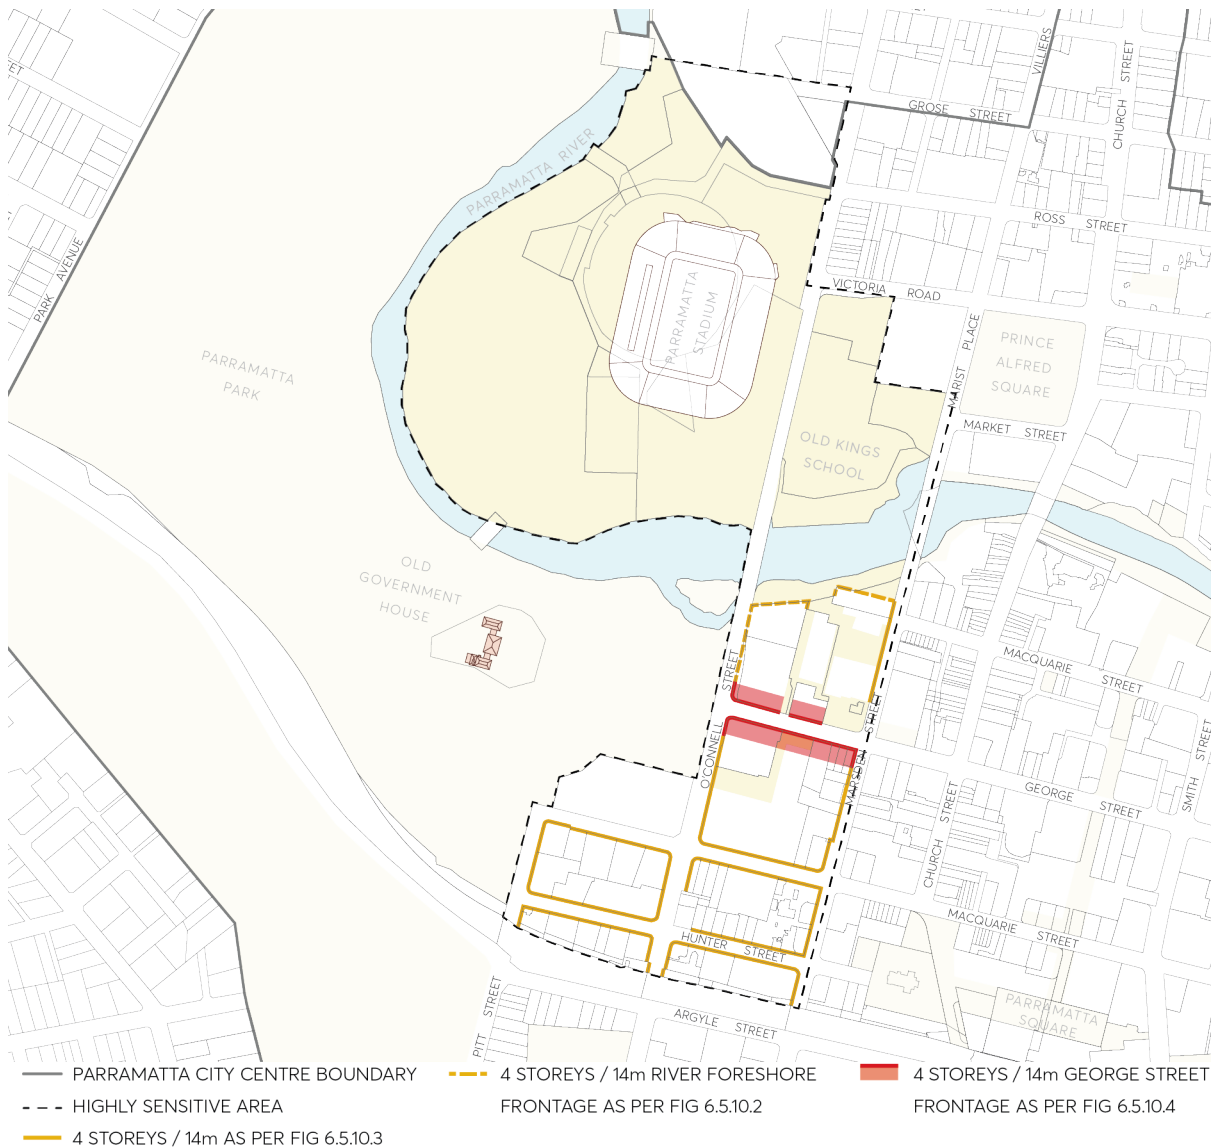 VILLIERS
CHURCH STREET
GROSE STREET
ET
PARRAMATTA RIVER
ROSS STREET
PARK AVENUE
VICTORIA ROAD
PARRAMATTA
STADIUM
MARIST PLACE
PRINCE
ALFRED
SQUARE
PARRAMATTA
PARK
MARKET STREET
OLD KINGS
SCHOOL
OLD
GOVERNMENT
HOUSE
MACQUARIE STREET
O'CONNELL STREET
MARSDEN STREET
GEORGE STREET
SMITH STREET
CHURCH STREET
MACQUARIE STREET
HUNTER STREET
PARRAMATTA
SQUARE
PITT STREET
ARGYLE STREET
PARRAMATTA CITY CENTRE BOUNDARY
HIGHLY SENSITIVE AREA
4 STOREYS / 14m AS PER FIG 6.5.10.3
4 STOREYS / 14m RIVER FORESHORE
FRONTAGE AS PER FIG 6.5.10.2
4 STOREYS / 14m GEORGE STREET
FRONTAGE AS PER FIG 6.5.10.4